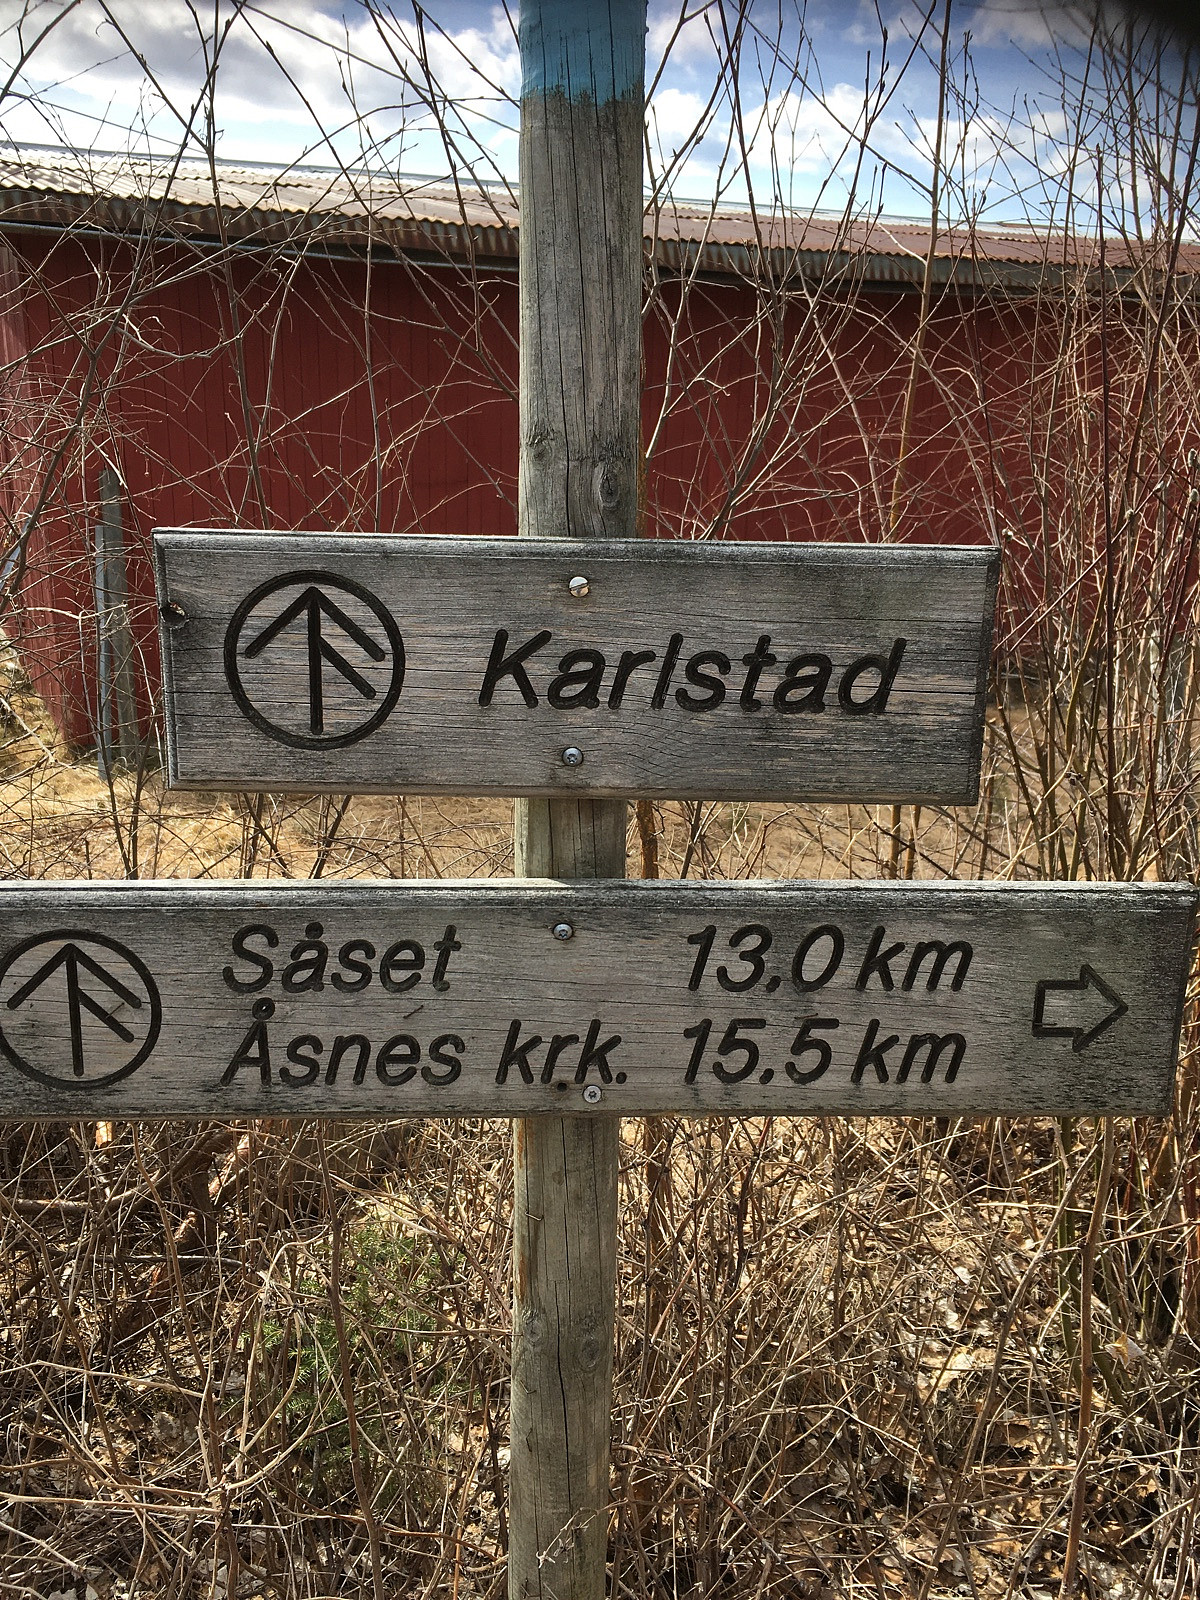 Karlstad
Såset 13.0 km
Åsnes krk. 15.5 km